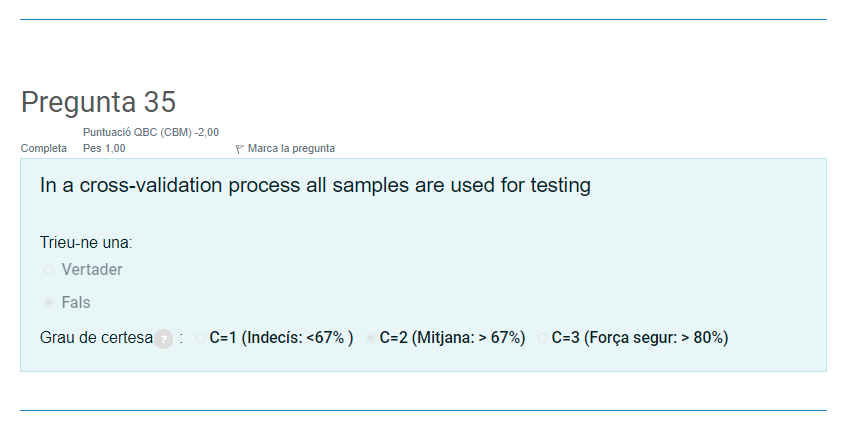 Pregunta 35
Puntuació QBC (CBM) -2,00
Completa Pes 1,00 Marca la pregunta
In a cross-validation process all samples are used for testing
Trieu-ne una:
Vertader
Fals
Grau de certesa ? : C=1 (Indecís: <67% ) C=2 (Mitjana: > 67%) C=3 (Força segur: > 80%)